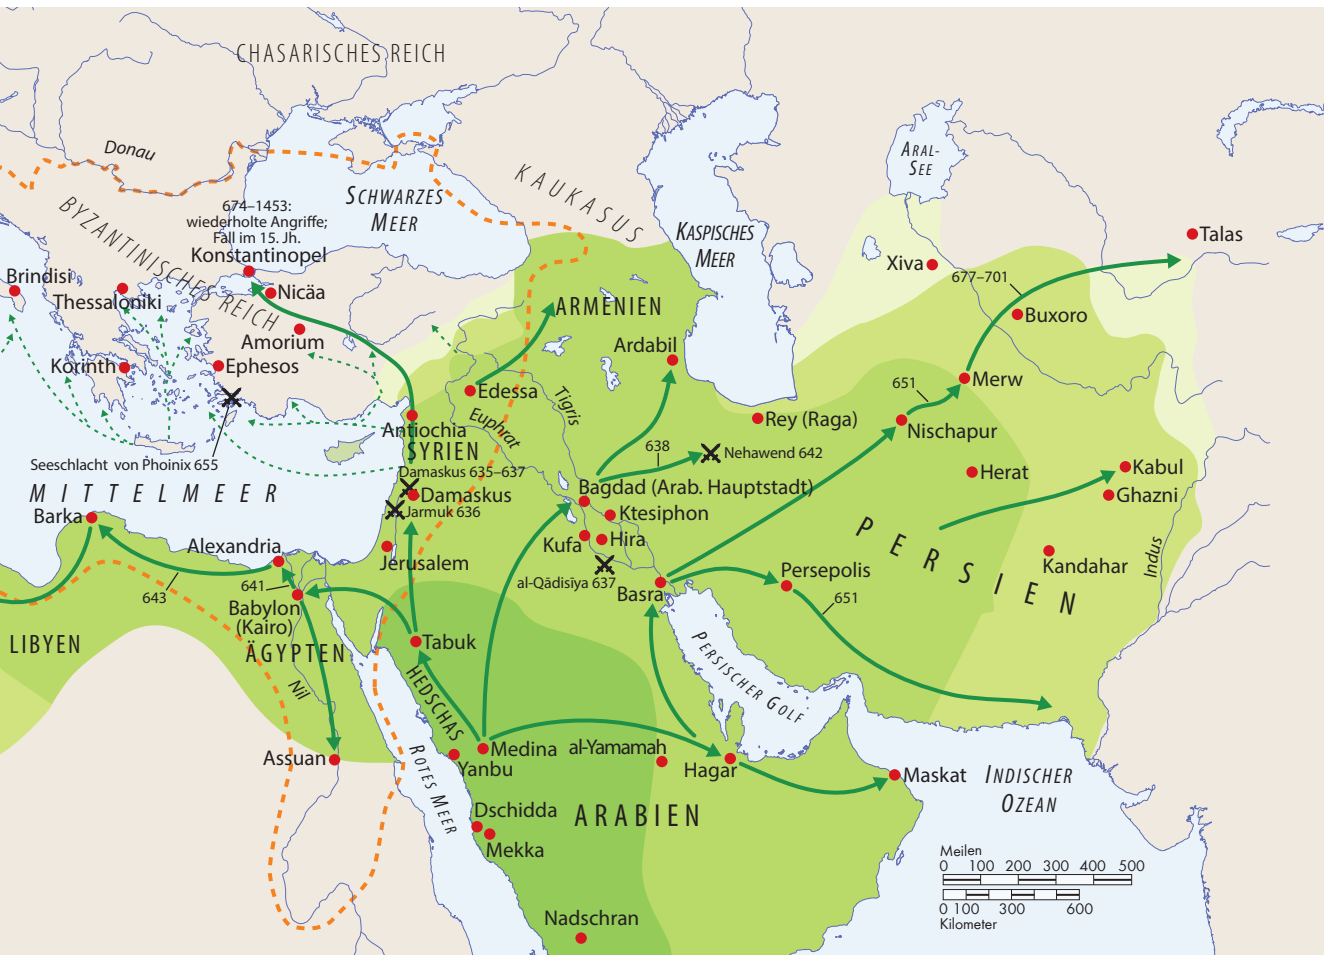 CHASARISCHES REICH
Donau
ARAL-
SEE
KAUKASUS
SCHWARZES
MEER
BYZANTINISCHES REICH
674–1453:
wiederholte Angriffe;
Fall im 15. Jh.
Konstantinopel
KASPISCHES
MEER
Talas
Xiva
677–701
Brindisi
Thessaloniki
Nicäa
ARMENIEN
Buxoro
Amorium
Ardabil
Korinth
Ephesos
Merw
651
Edessa
Tigris
Euphrat
Rey (Raga)
Nischapur
Antiochia
SYRIEN
638
Nehawend 642
Seeschlacht von Phoinix 655
Damaskus 635–637
Herat
Kabul
MITTELMEER
Damaskus
Bagdad (Arab. Hauptstadt)
Ghazni
Jarmuk 636
Barka
Ktesiphon
PERSIEN
Alexandria
Kufa
Hira
Jerusalem
Kandahar
Indus
643
641
al-Qādisīya 637
Persepolis
Basra
651
Babylon
(Kairo)
LIBYEN
ÄGYPTEN
Tabuk
HEDSCHAS
PERSISCHER GOLF
Nil
Medina
al-Yamamah
Assuan
Yanbu
Hagar
Maskat
INDISCHER
OZEAN
ROTES MEER
Dschidda
ARABIEN
Mekka
Meilen
0 100 200 300 400 500
0 100 300 600
Kilometer
Nadschran